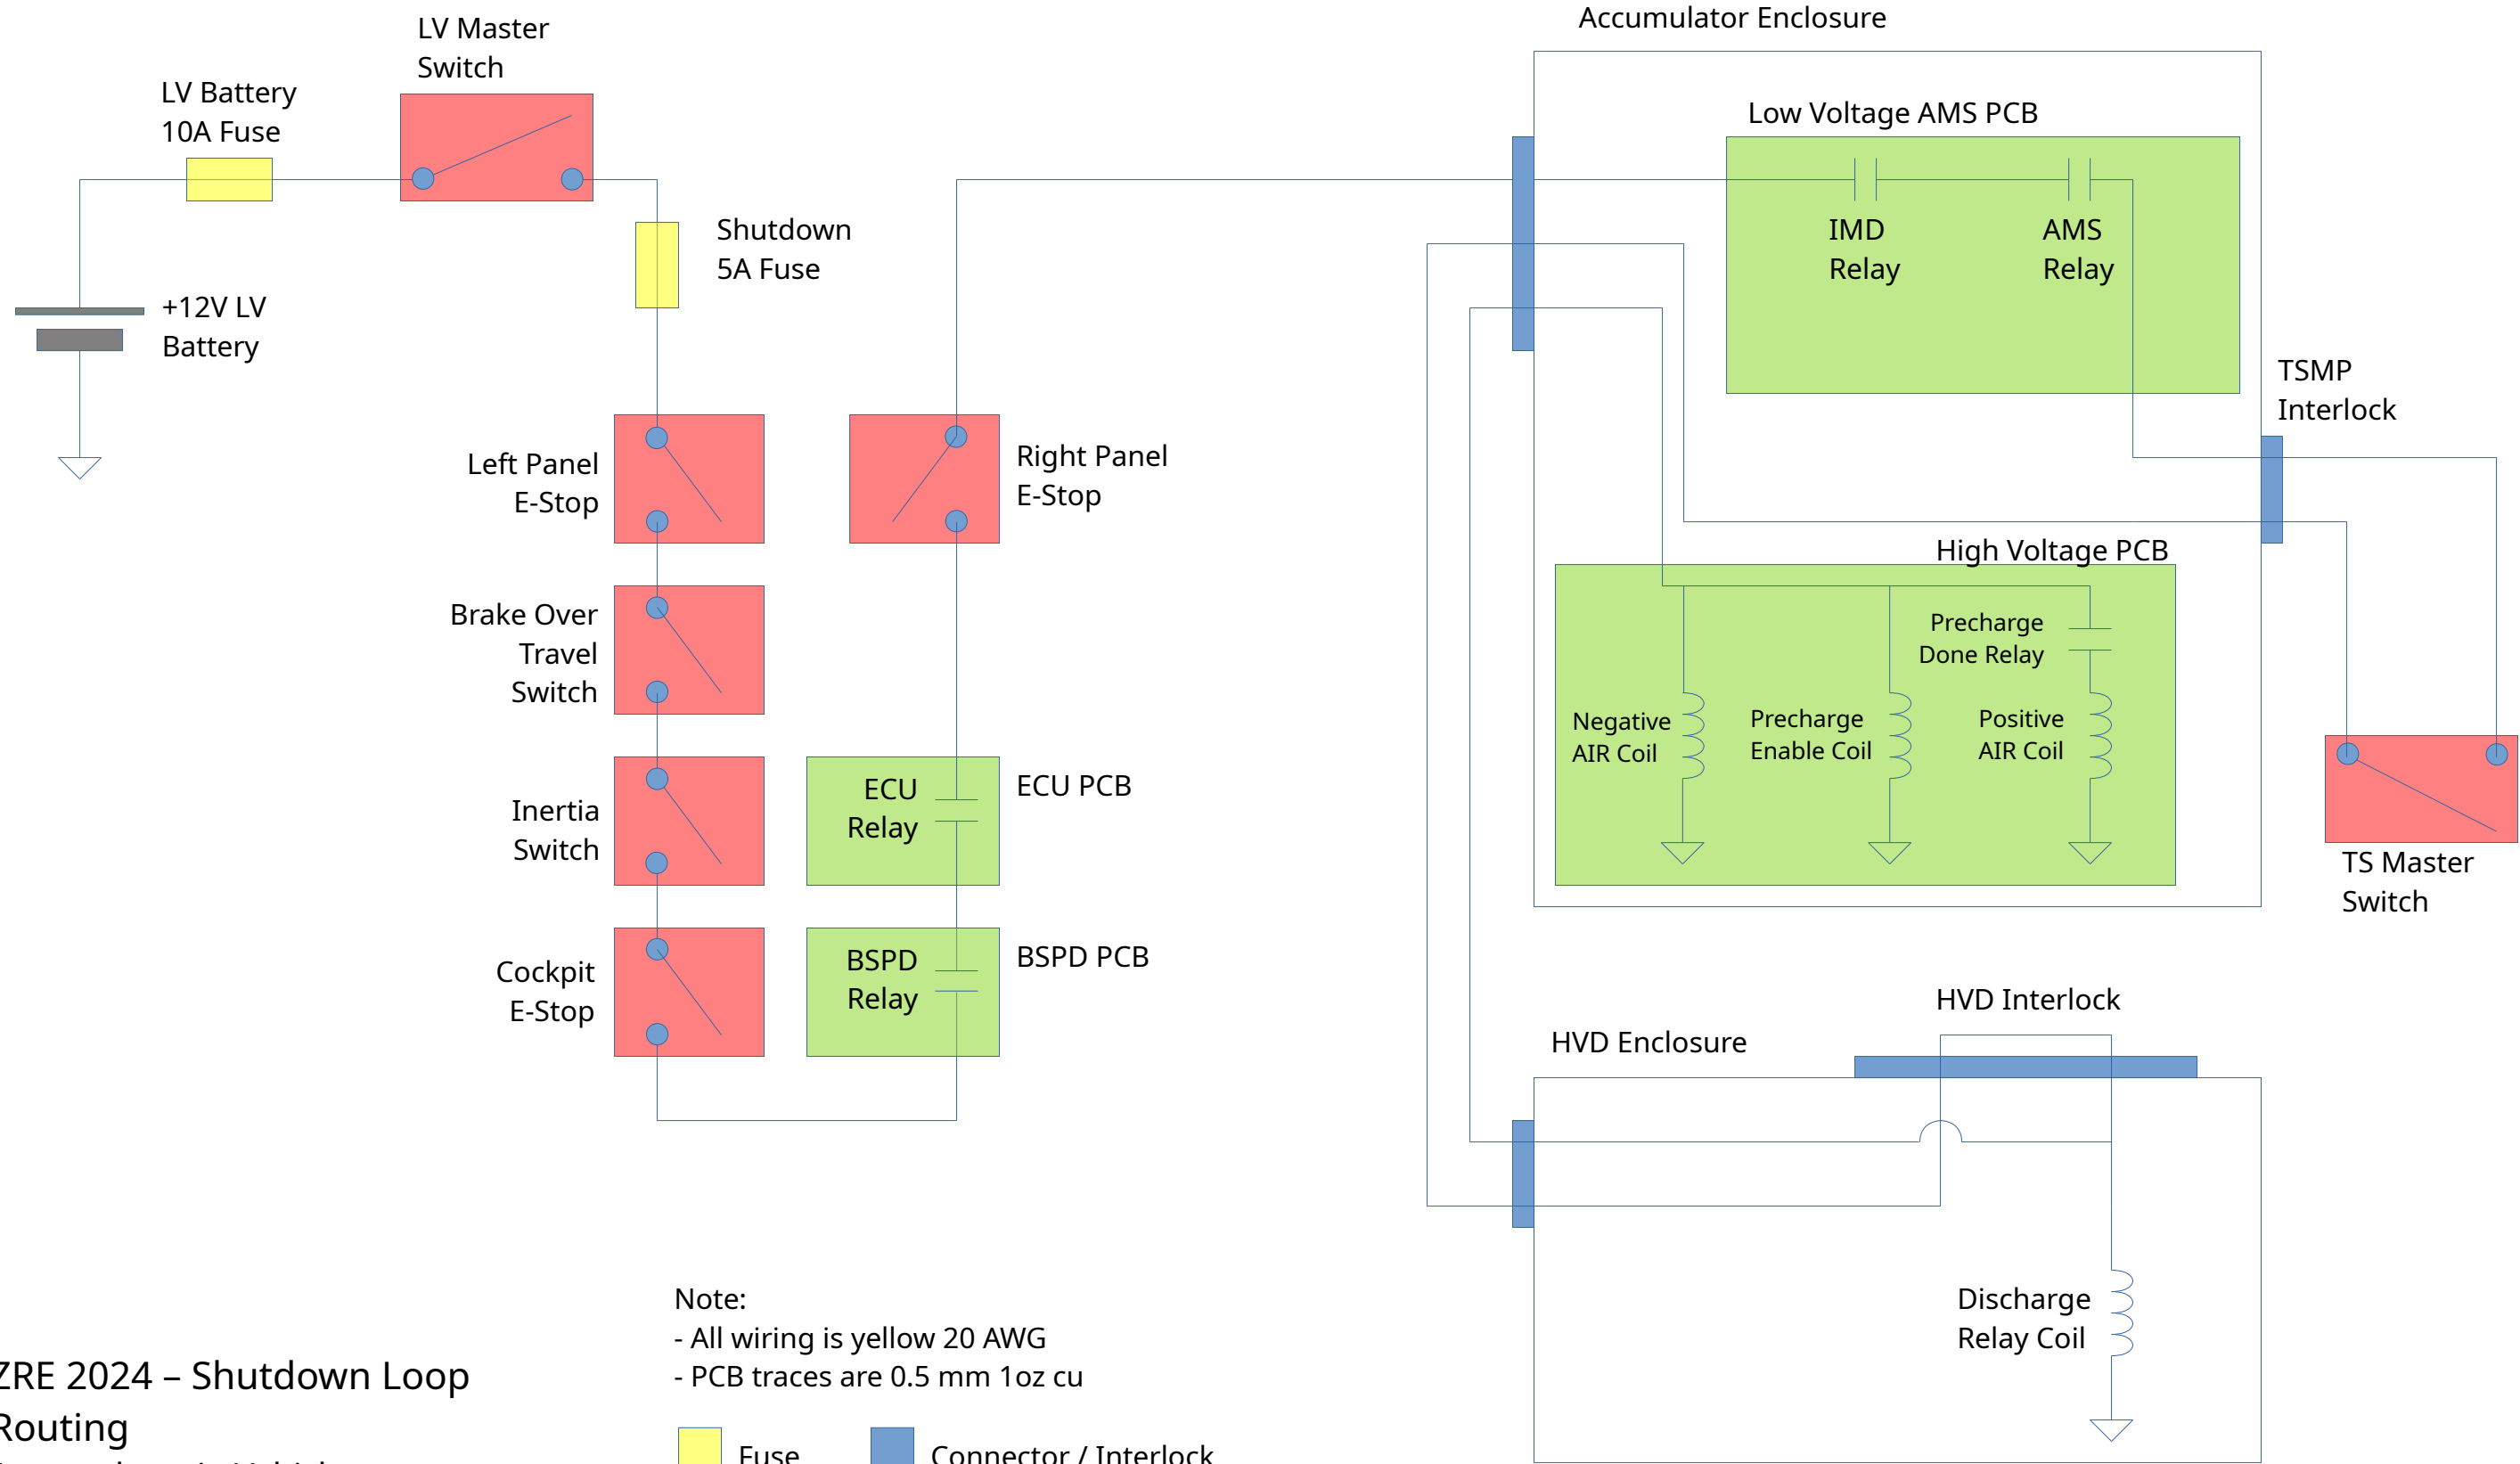 LV Master
Switch
LV Battery
10A Fuse
+12V LV
Battery
Shutdown
5A Fuse
Left Panel
E-Stop
Right Panel
E-Stop
Brake Over
Travel
Switch
Inertia
Switch
ECU
Relay
ECU PCB
Cockpit
E-Stop
BSPD
Relay
BSPD PCB
Accumulator Enclosure
Low Voltage AMS PCB
IMD
Relay
AMS
Relay
TSMP
Interlock
High Voltage PCB
Precharge
Done Relay
Negative
AIR Coil
Precharge
Enable Coil
Positive
AIR Coil
TS Master
Switch
HVD Interlock
HVD Enclosure
Discharge
Relay Coil
Note:
- All wiring is yellow 20 AWG
- PCB traces are 0.5 mm 1oz cu
Fuse
Connector / Interlock
ZRE 2024 – Shutdown Loop
Routing